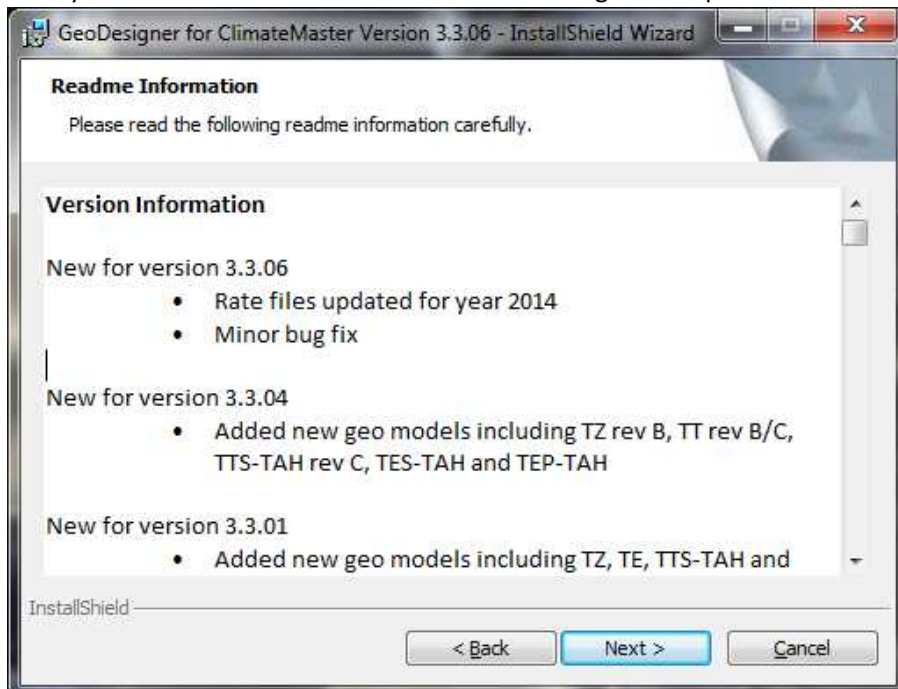 GeoDesigner for ClimateMaster Version 3.3.06 - InstallShield Wizard
Readme Information
Please read the following readme information carefully.
Version Information
New for version 3.3.06
• Rate files updated for year 2014
• Minor bug fix
New for version 3.3.04
• Added new geo models including TZ rev B, TT rev B/C,
TTS-TAH rev C, TES-TAH and TEP-TAH
New for version 3.3.01
• Added new geo models including TZ, TE, TTS-TAH and
InstallShield
< Back Next > Cancel